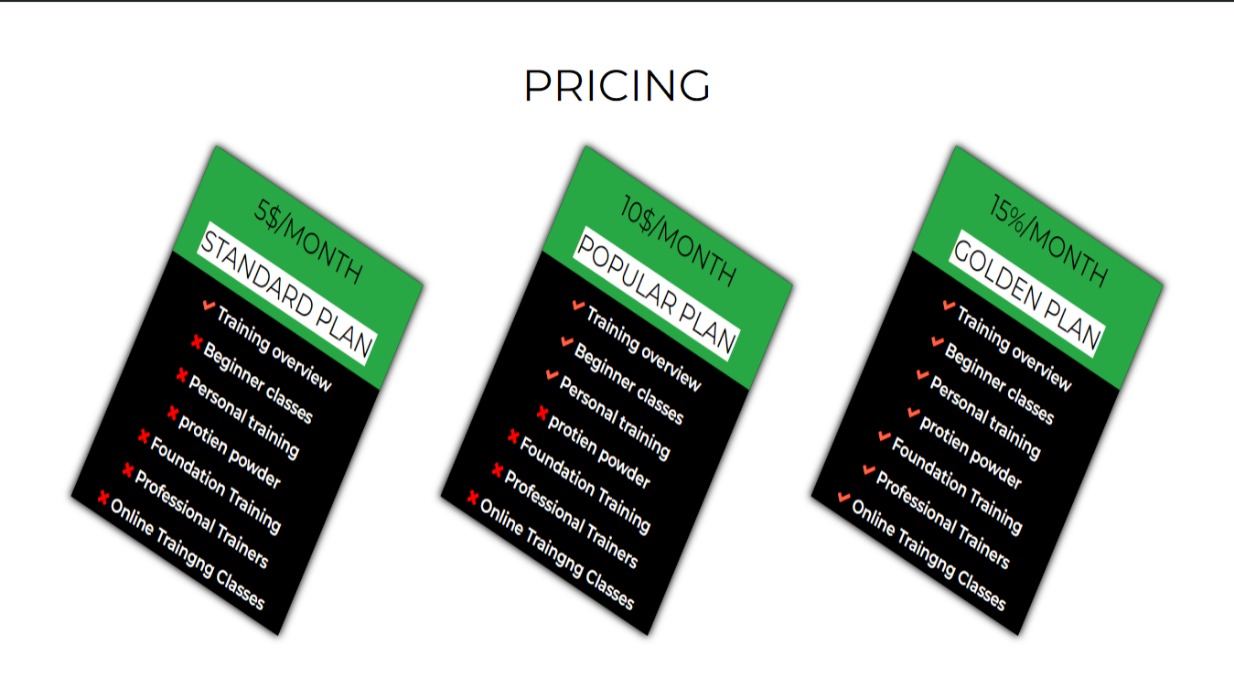 PRICING
5$/MONTH
STANDARD PLAN
Training overview
Beginner classes
Personal training
protien powder
Foundation Training
Professional Trainers
Online Traingng Classes
10$/MONTH
POPULAR PLAN
Training overview
Beginner classes
Personal training
protien powder
Foundation Training
Professional Trainers
Online Traingng Classes
15%/MONTH
GOLDEN PLAN
Training overview
Beginner classes
Personal training
protien powder
Foundation Training
Professional Trainers
Online Traingng Classes